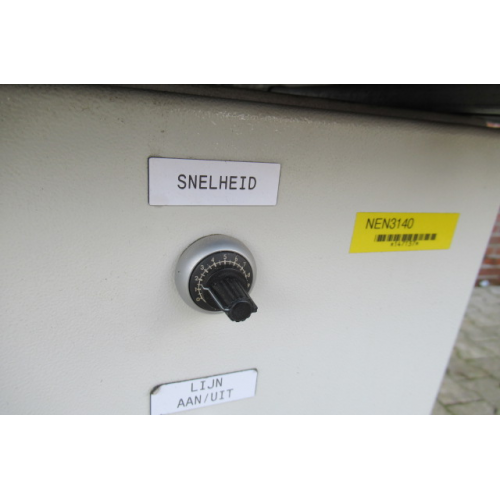 SNELHEID
NEN3140
LIJN
AAN/UIT